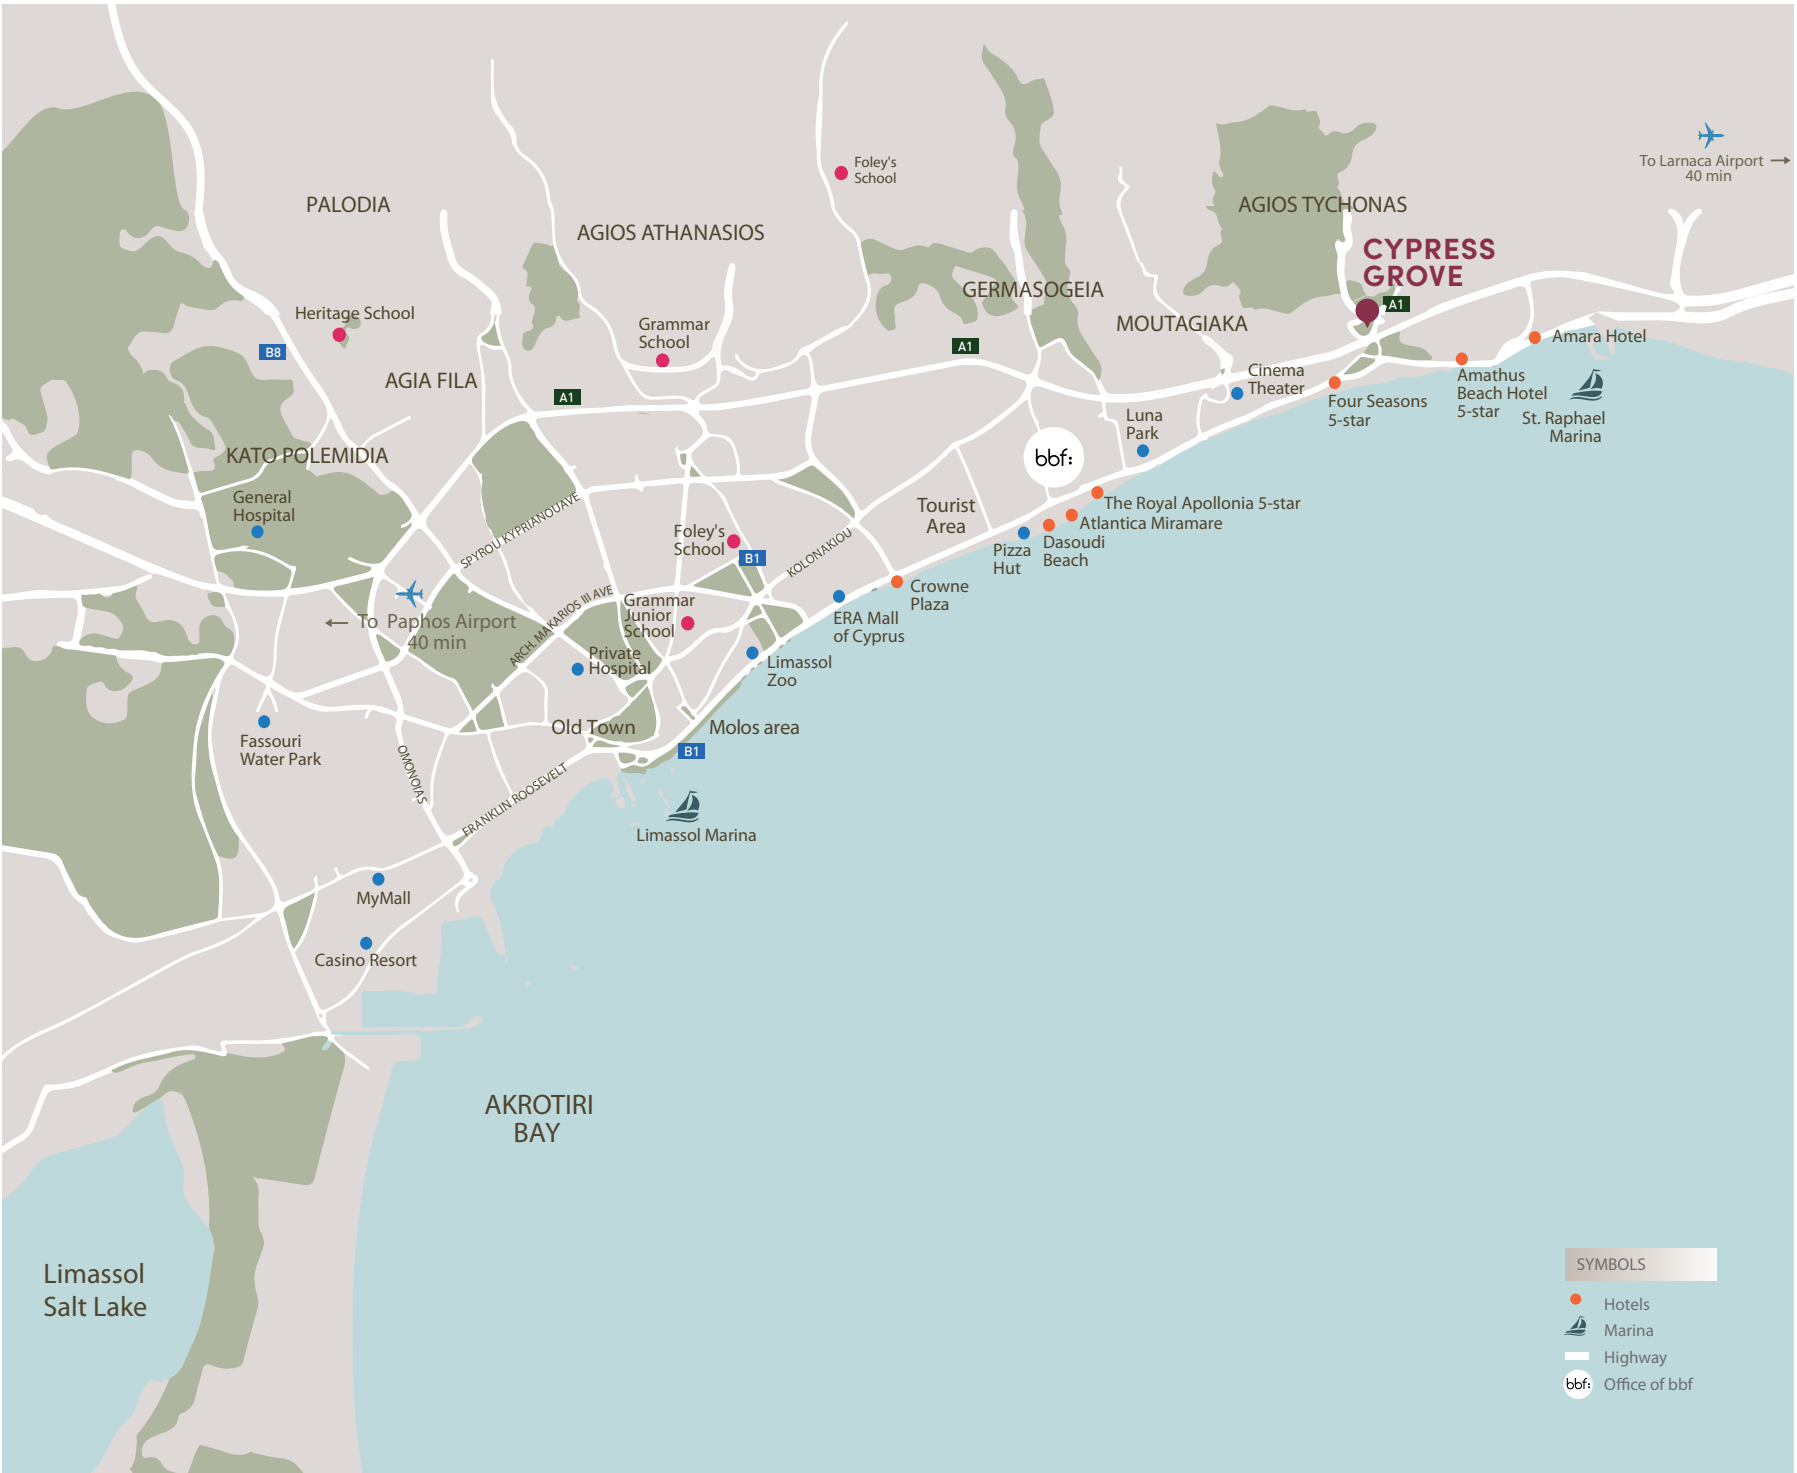 To Larnaca Airport →
40 min
Foley's
School
PALODIA
AGIOS ATHANASIOS
AGIOS TYCHONAS
CYPRESS
GROVE
GERMASOGEIA
A1
Heritage School
Grammar
School
MOUTAGIAKA
Amara Hotel
B8
A1
AGIA FILA
Cinema
Theater
Amathus
Beach Hotel
5-star
A1
Four Seasons
5-star
St. Raphael
Marina
Luna
Park
KATO POLEMIDIA
bbf:
General
Hospital
SPYROU KYPRIANOUAVE
Tourist
Area
The Royal Apollonia 5-star
Atlantica Miramare
Foley's
School
B1
KOLONAKIOU
Pizza
Hut
Dasoudi
Beach
Crowne
Plaza
ARCH. MAKARIOS III AVE
Grammar
Junior
School
← To Paphos Airport
40 min
ERA Mall
of Cyprus
Private
Hospital
Limassol
Zoo
Old Town
Molos area
Fassouri
Water Park
B1
OMONOIAS
FRANKLIN ROOSEVELT
Limassol Marina
MyMall
Casino Resort
AKROTIRI
BAY
Limassol
Salt Lake
SYMBOLS
Hotels
Marina
Highway
bbf:
Office of bbf